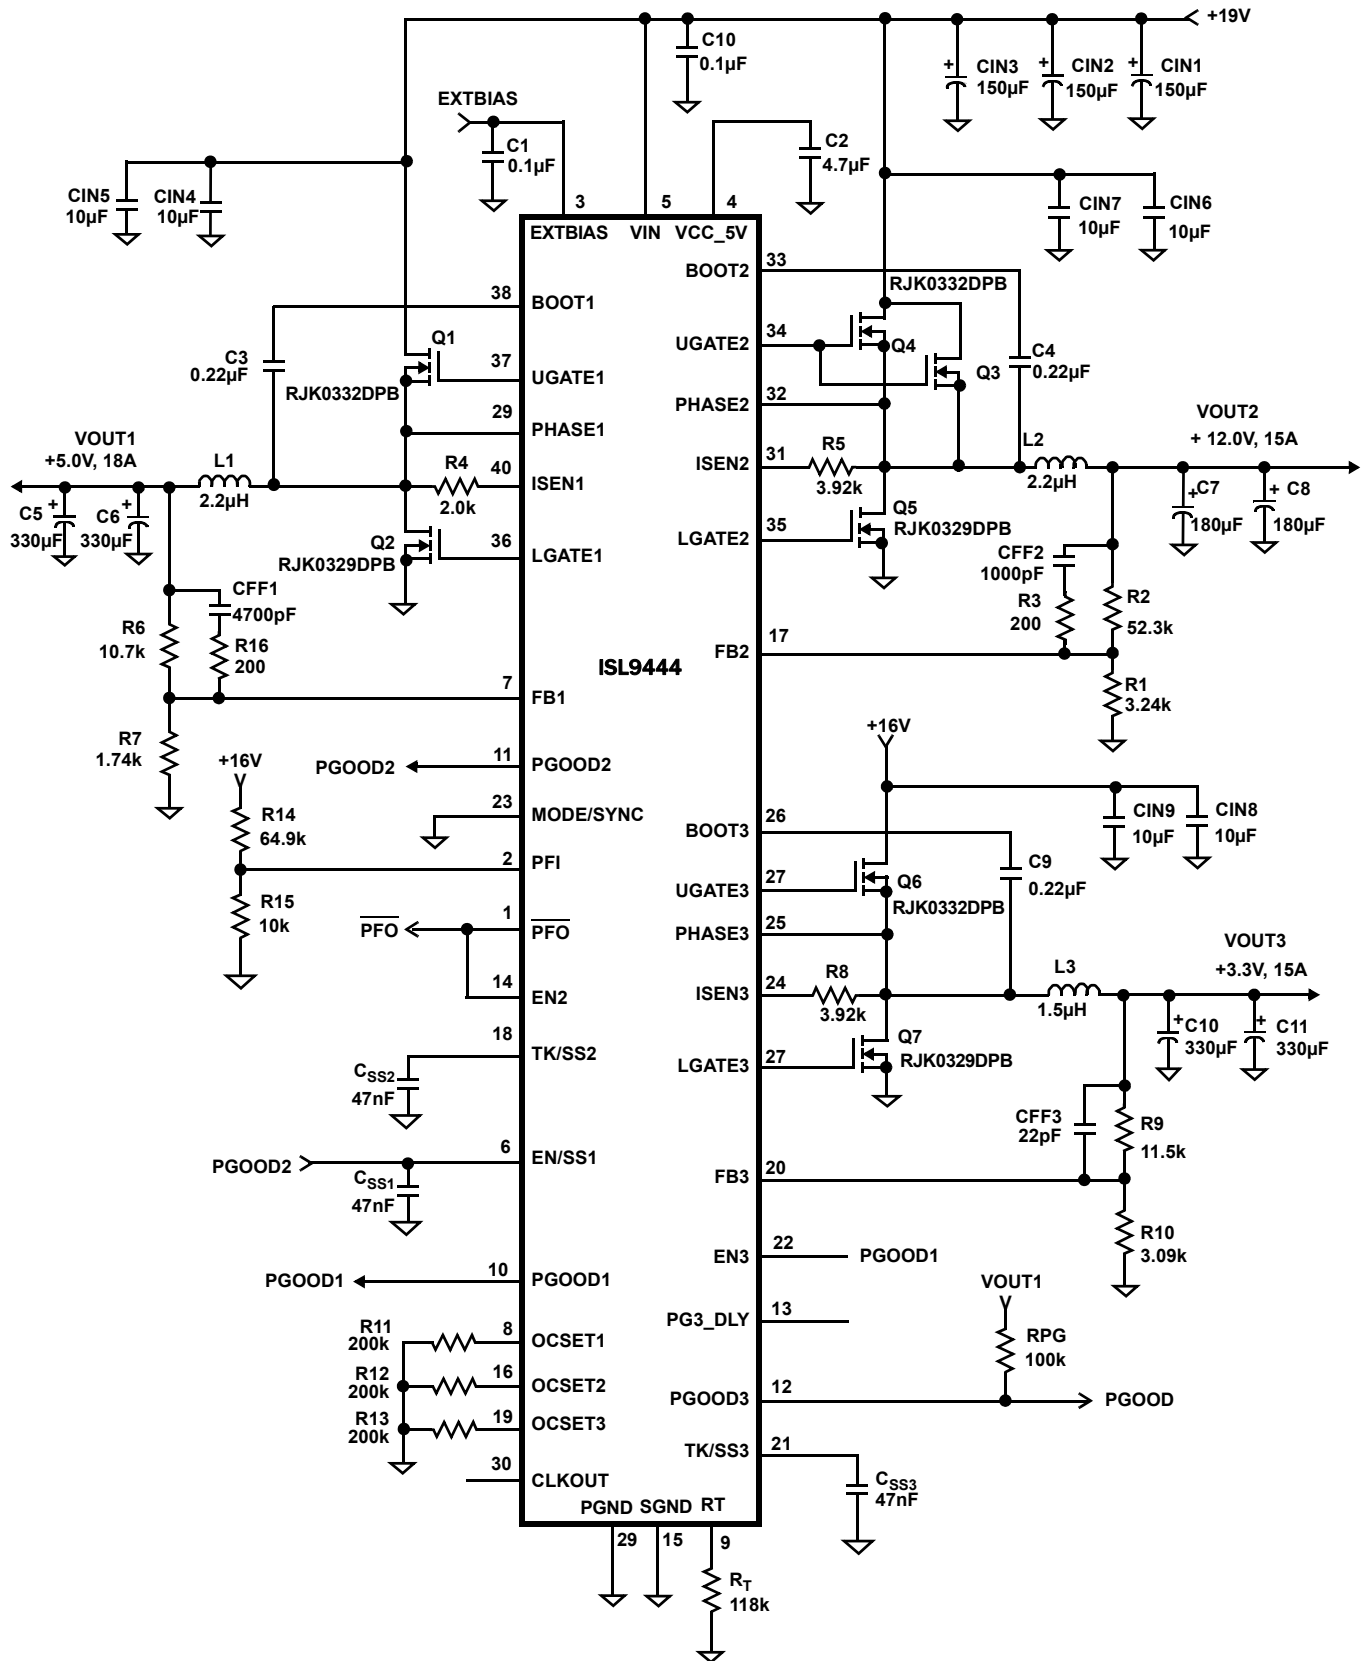 +19V
C10
0.1µF
CIN3
150µF
CIN2
150µF
CIN1
150µF
EXTBIAS
C1
0.1µF
C2
4.7µF
CIN5
10µF
CIN4
10µF
CIN7
10µF
CIN6
10µF
3
5
4
EXTBIAS
VIN
VCC_5V
33
BOOT2
38
BOOT1
RJK0332DPB
C3
0.22µF
Q1
37
UGATE1
RJK0332DPB
34
UGATE2
Q4
Q3
C4
0.22µF
29
PHASE1
32
PHASE2
VOUT1
+5.0V, 18A
L1
2.2µH
R4
2.0k
40
ISEN1
31
ISEN2
R5
3.92k
L2
2.2µH
VOUT2
+ 12.0V, 15A
C5
330µF
+
C6
330µF
+
Q2
RJK0329DPB
36
LGATE1
35
LGATE2
Q5
RJK0329DPB
+
C7
180µF
+
C8
180µF
CFF1
4700pF
CFF2
1000pF
R6
10.7k
R16
200
R3
200
R2
52.3k
17
FB2
ISL9444
7
FB1
R1
3.24k
R7
1.74k
+16V
+16V
PGOOD2
11
PGOOD2
R14
64.9k
23
MODE/SYNC
26
BOOT3
CIN9
10µF
CIN8
10µF
2
PFI
27
UGATE3
Q6
RJK0332DPB
C9
0.22µF
R15
10k
PFO
1
PFO
25
PHASE3
14
EN2
24
ISEN3
R8
3.92k
L3
1.5µH
VOUT3
+3.3V, 15A
18
TK/SS2
CSS2
47nF
27
LGATE3
Q7
RJK0329DPB
+
C10
330µF
+
C11
330µF
CFF3
22pF
R9
11.5k
PGOOD2
6
EN/SS1
CSS1
47nF
20
FB3
R10
3.09k
22
EN3
PGOOD1
PGOOD1
10
PGOOD1
VOUT1
13
PG3_DLY
R11
200k
8
OCSET1
RPG
100k
R12
200k
16
OCSET2
12
PGOOD3
PGOOD
R13
200k
19
OCSET3
21
TK/SS3
30
CLKOUT
CSS3
47nF
PGND
SGND
RT
29
15
9
RT
118k
+
+
+